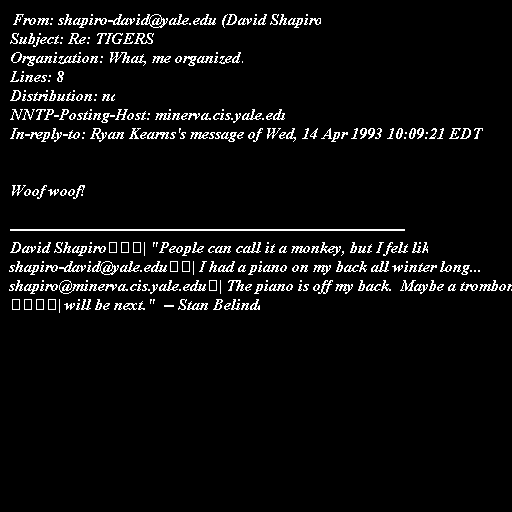 From: shapiro-david@yale.edu (David Shapiro
Subject: Re: TIGERS
Organization: What, me organized.
Lines: 8
Distribution: na
NNTP-Posting-Host: minerva.cis.yale.edu
In-reply-to: Ryan Kearns's message of Wed, 14 Apr 1993 10:09:21 EDT
Woof woof!
David Shapiro□□□| "People can call it a monkey, but I felt lik
shapiro-david@yale.edu□□| I had a piano on my back all winter long...
shapiro@minerva.cis.yale.edu□| The piano is off my back.  Maybe a trombon
□□□□| will be next."  -- Stan Belinda